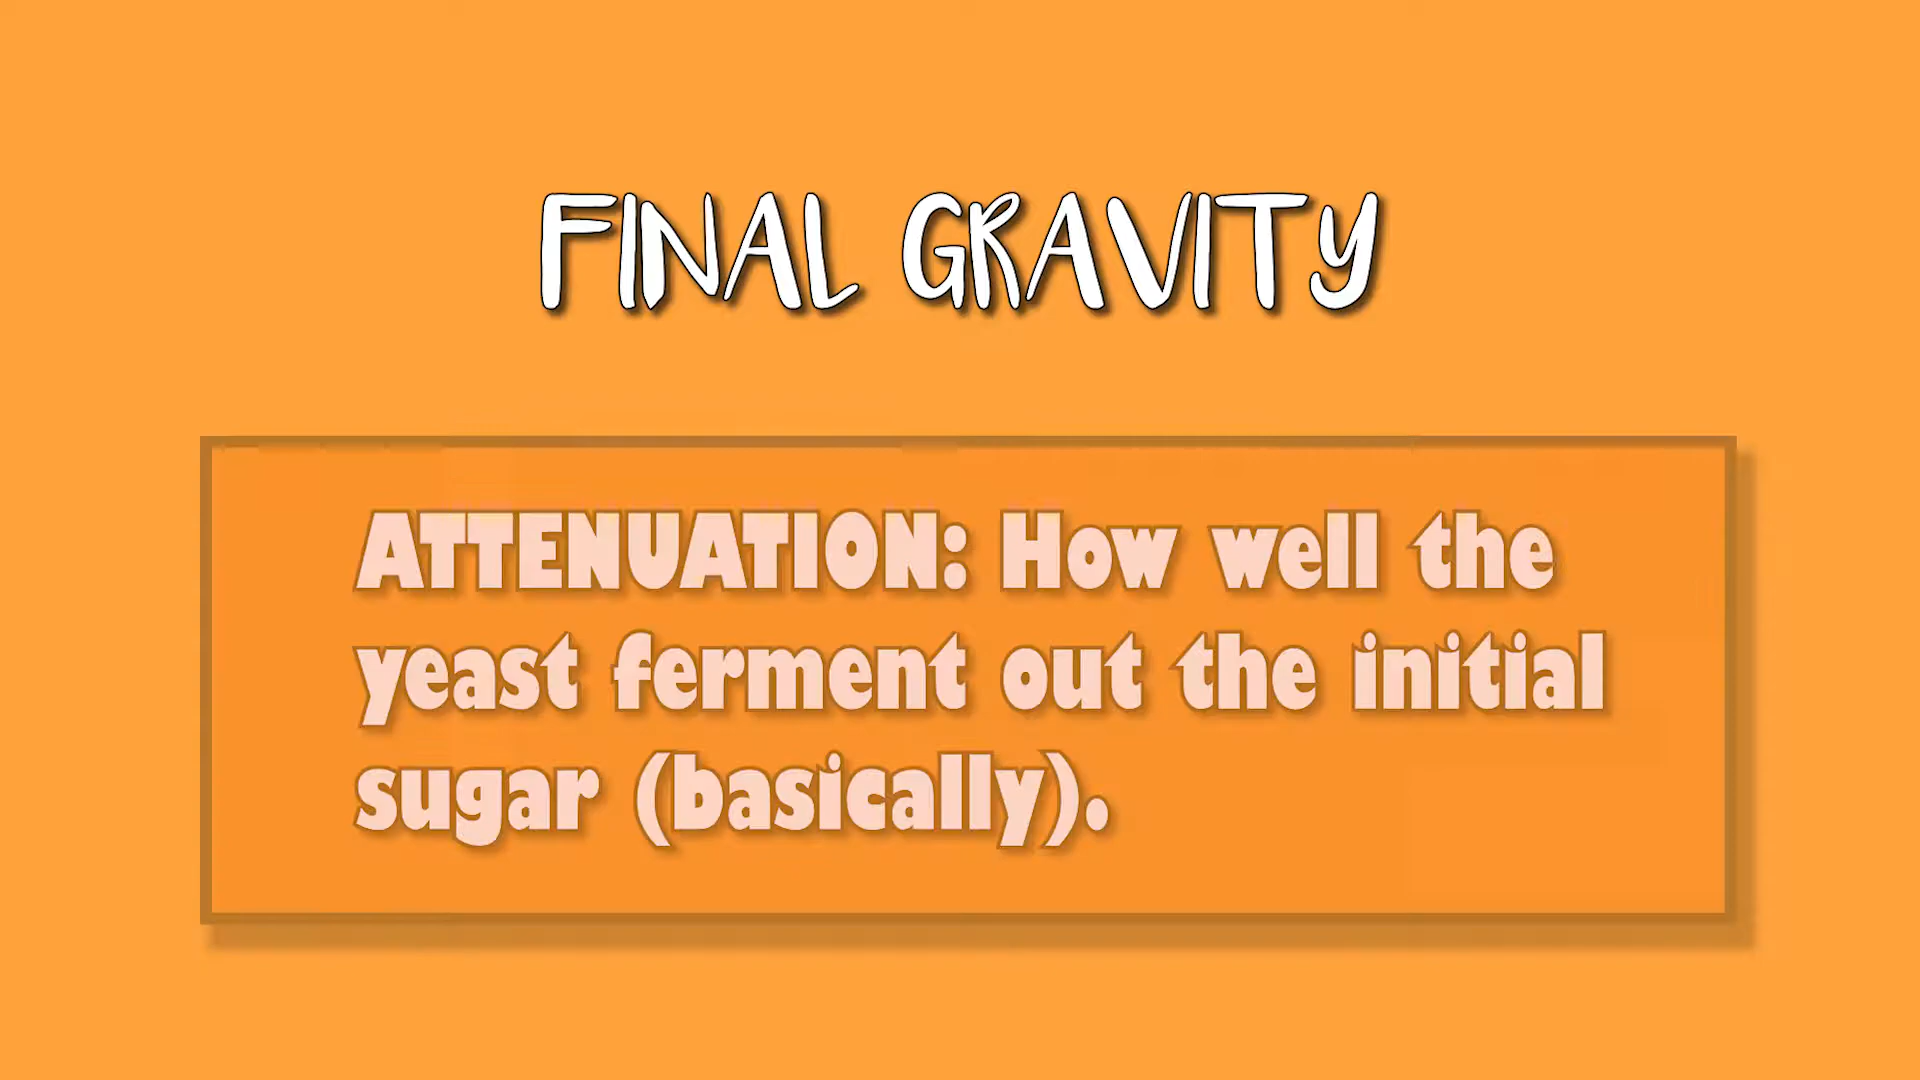 FINAL GRAVITY
ATTENUATION: How well the
yeast ferment out the initial
sugar (basically).